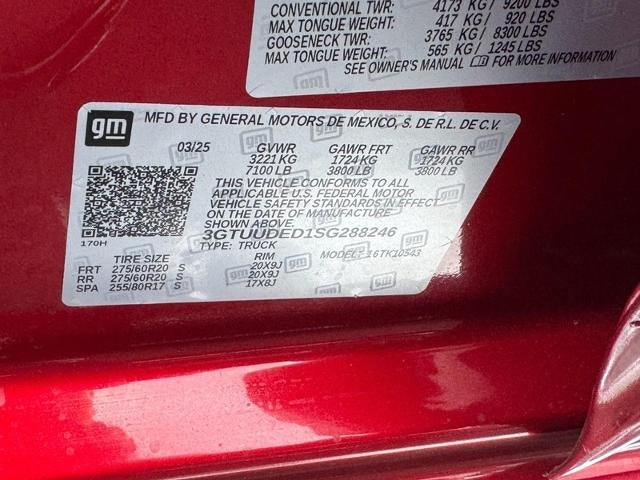 CONVENTIONAL TWR: 4173 KG / 9200 LBS
MAX TONGUE WEIGHT: 417 KG / 920 LBS
GOOSENECK TWR: 3765 KG / 8300 LBS
MAX TONGUE WEIGHT: 565 KG / 1245 LBS
SEE OWNER'S MANUAL FOR MORE INFORMATION
gm
MFD BY GENERAL MOTORS DE MEXICO, S. DE R.L. DE C.V.
03/25 GVWR GAWR FRT GAWR RR
3221 KG 1724 KG 1724 KG
7100 LB 3800 LB 3800 LB
THIS VEHICLE CONFORMS TO ALL
APPLICABLE U.S. FEDERAL MOTOR
VEHICLE SAFETY STANDARDS IN EFFECT
ON THE DATE OF MANUFACTURE
SHOWN ABOVE.
3GTUUDED1SG288246
170H
TYPE: TRUCK
TIRE SIZE RIM MODEL: 16TK10543
FRT 275/60R20 S 20X9J
RR 275/60R20 S 20X9J
SPA 255/80R17 S 17X8J